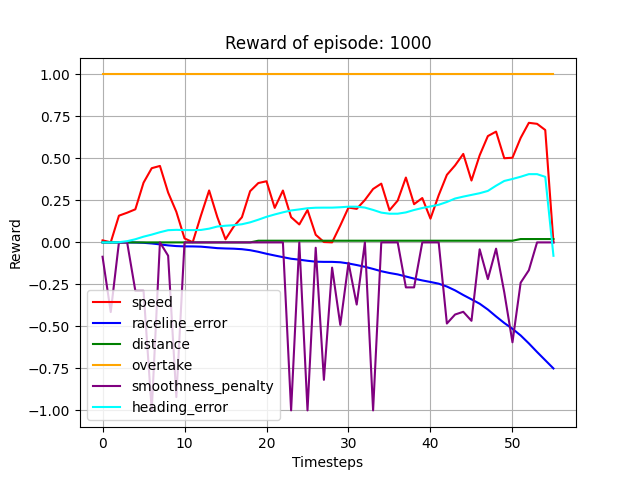 Reward of episode: 1000
1.00
0.75
0.50
0.25
0.00
−0.25
−0.50
−0.75
−1.00
Reward
speed
raceline_error
distance
overtake
smoothness_penalty
heading_error
0 10 20 30 40 50
Timesteps